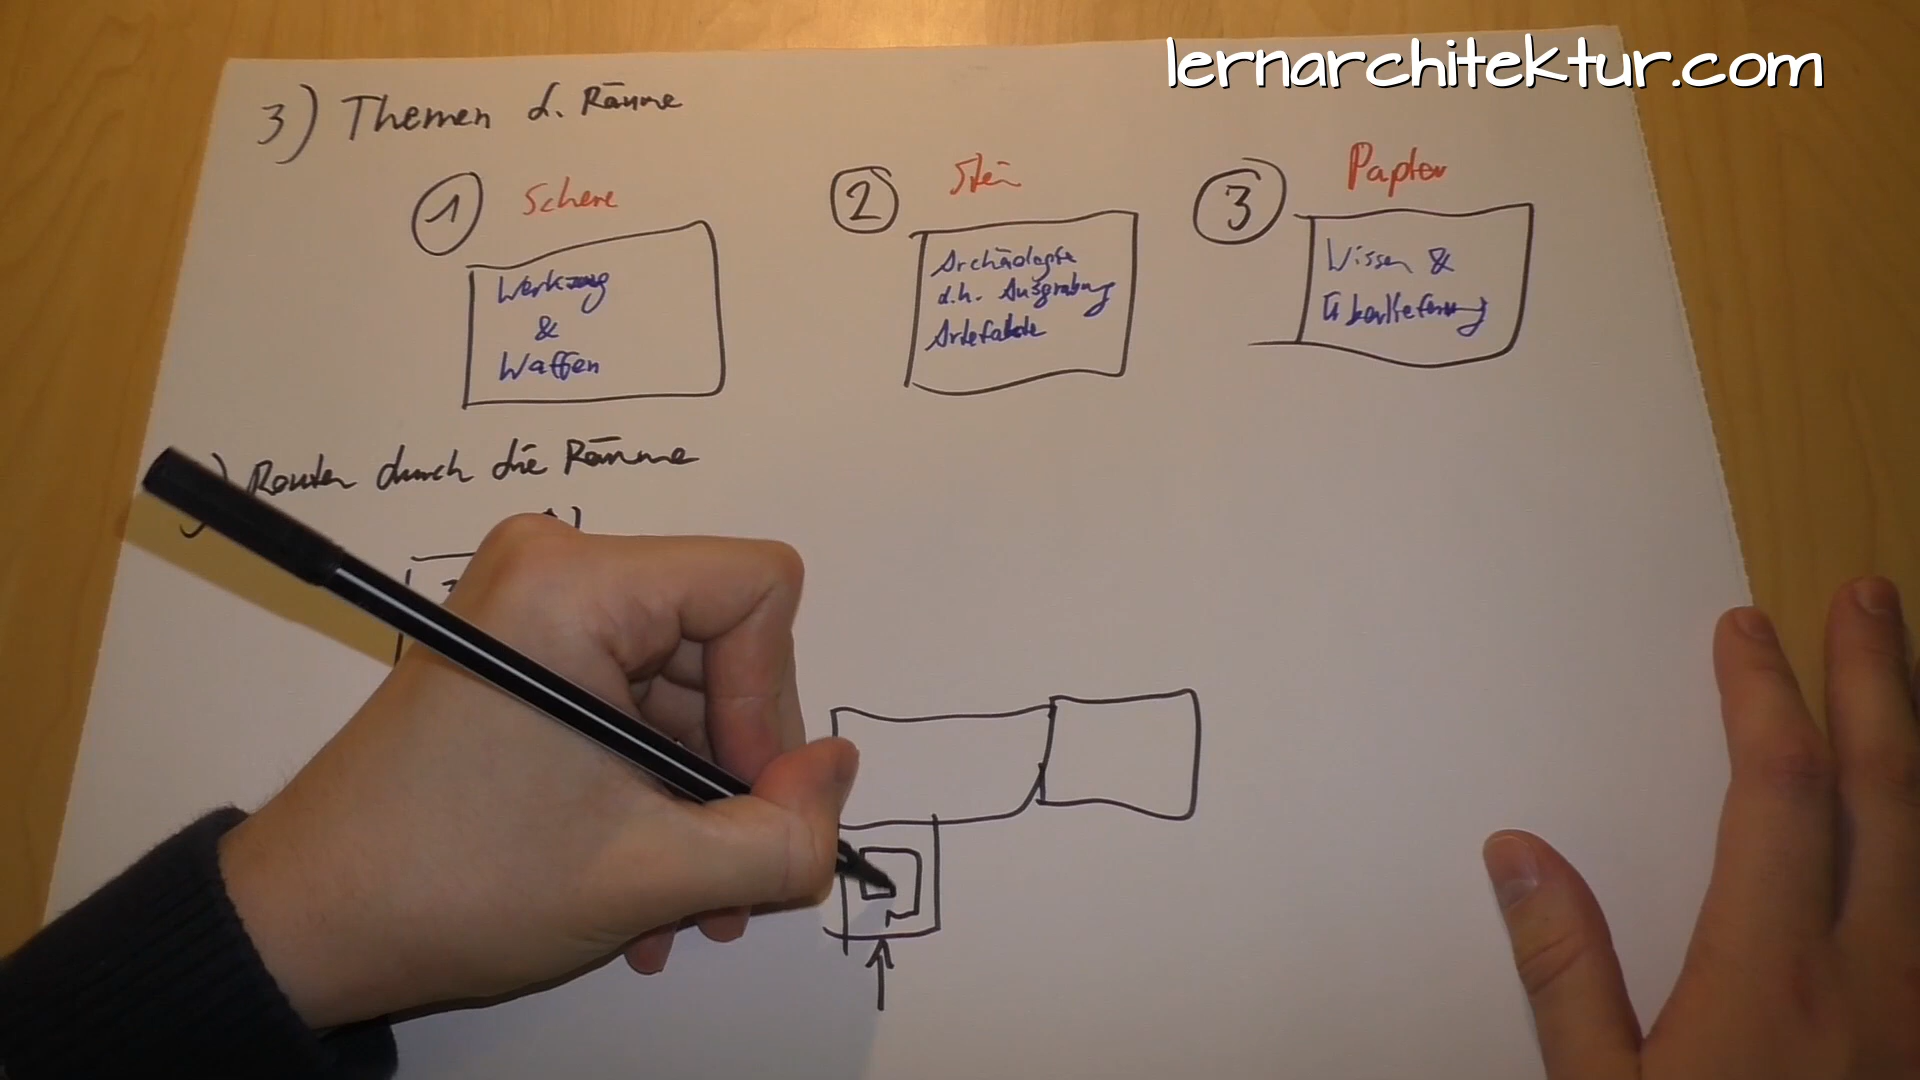 lernarchitektur.com
3) Themen d. Räume
1 Schere
Werkzeug
&
Waffen
2 Stein
Archäologie
d.h. Ausgrabung
Artefakte
3 Papier
Wissen &
Überlieferung
) Routen durch die Räume